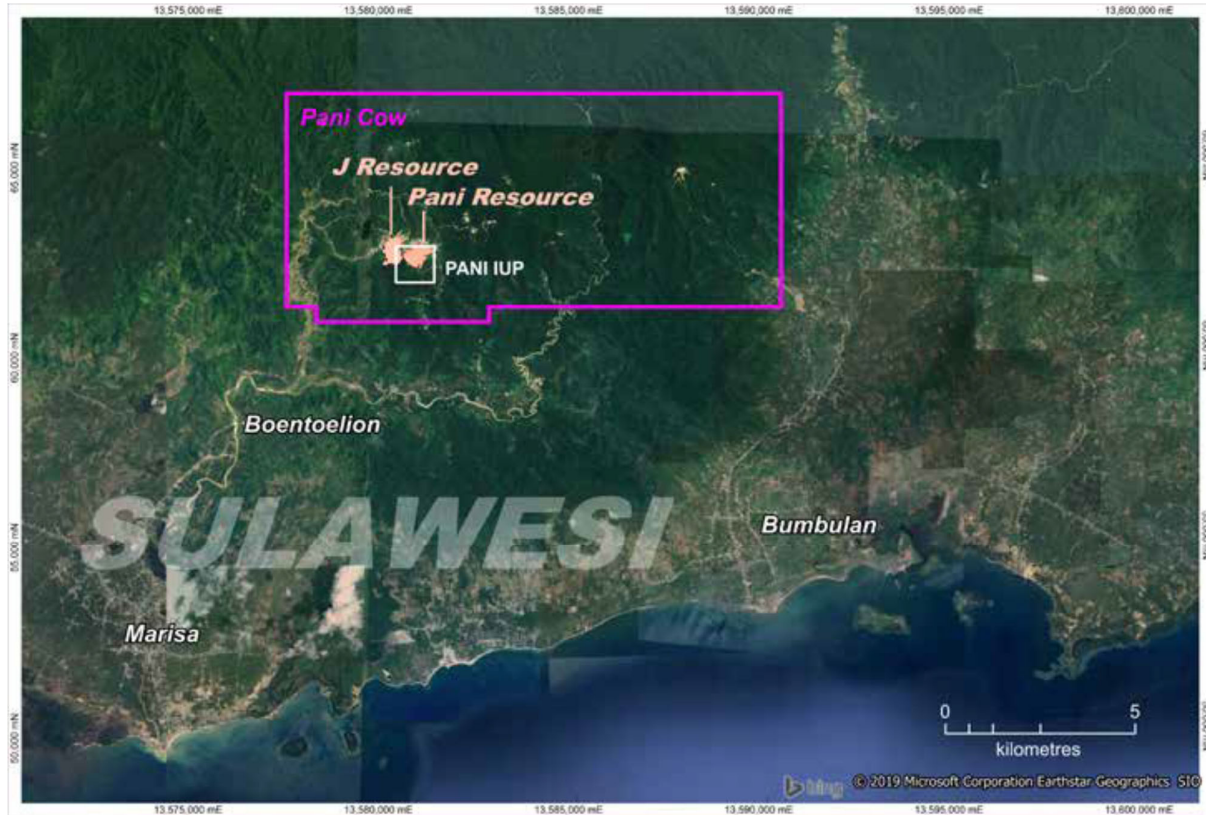 13,575,000 mE
13,580,000 mE
13,585,000 mE
13,590,000 mE
13,595,000 mE
13,600,000 mE
65,000 mN
60,000 mN
55,000 mN
50,000 mN
Pani Cow
J Resource
Pani Resource
PANI IUP
Boentoelion
SULAWESI
Bumbulan
Marisa
0 5
kilometres
bing © 2019 Microsoft Corporation Earthstar Geographics SIO
13,575,000 mE
13,580,000 mE
13,585,000 mE
13,590,000 mE
13,595,000 mE
13,600,000 mE